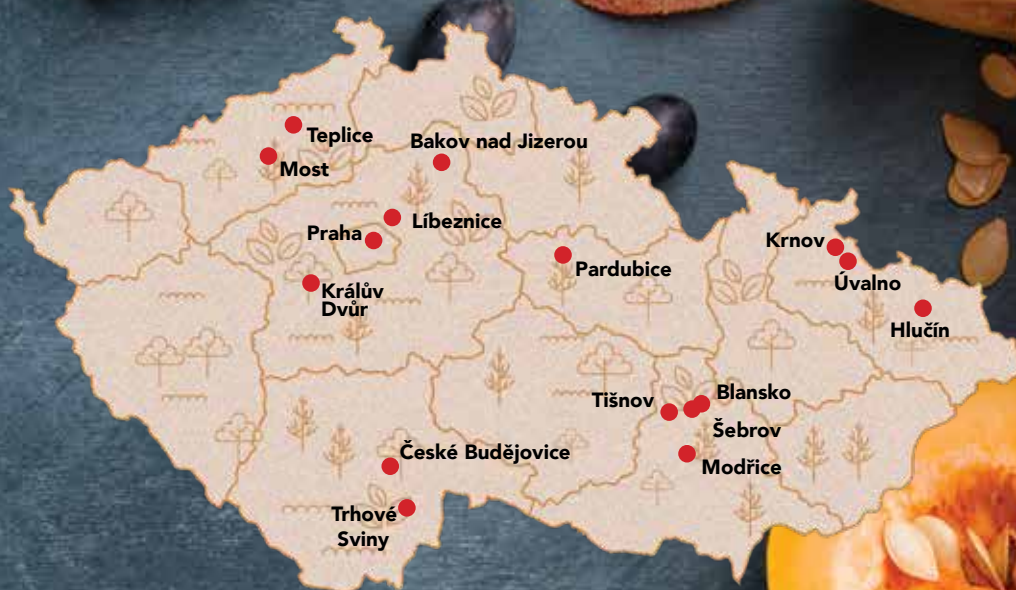 Teplice
Bakov nad Jizerou
Most
Líbeznice
Praha
Krnov
Pardubice
Úvalno
Králův
Dvůr
Hlučín
Blansko
Tišnov
Šebrov
České Budějovice
Modřice
Trhové
Sviny